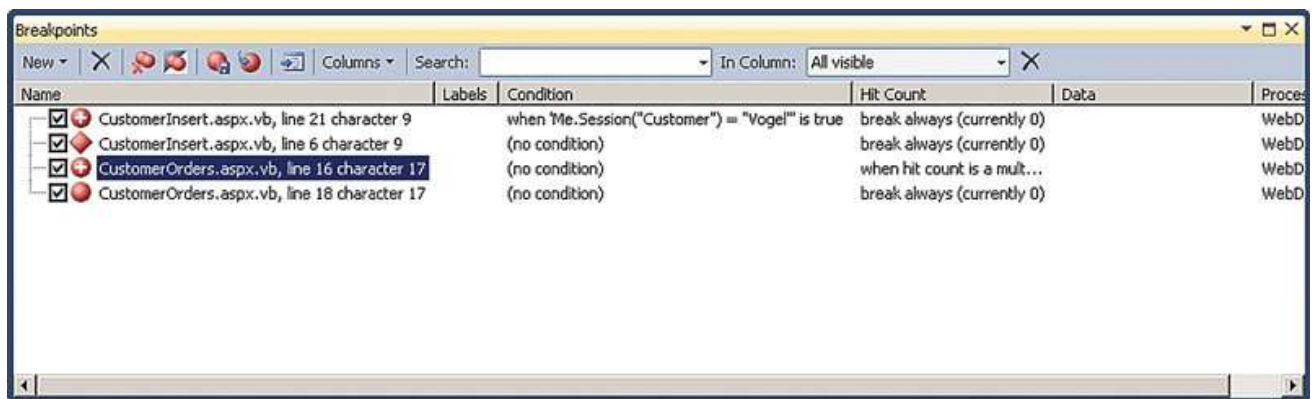 Breakpoints
New Columns Search: In Column: All visible
Name Labels Condition Hit Count Data Proces
CustomerInsert.aspx.vb, line 21 character 9 when 'Me.Session("Customer") = "Vogel"' is true break always (currently 0) WebD
CustomerInsert.aspx.vb, line 6 character 9 (no condition) break always (currently 0) WebD
CustomerOrders.aspx.vb, line 16 character 17 (no condition) when hit count is a mult... WebD
CustomerOrders.aspx.vb, line 18 character 17 (no condition) break always (currently 0) WebD